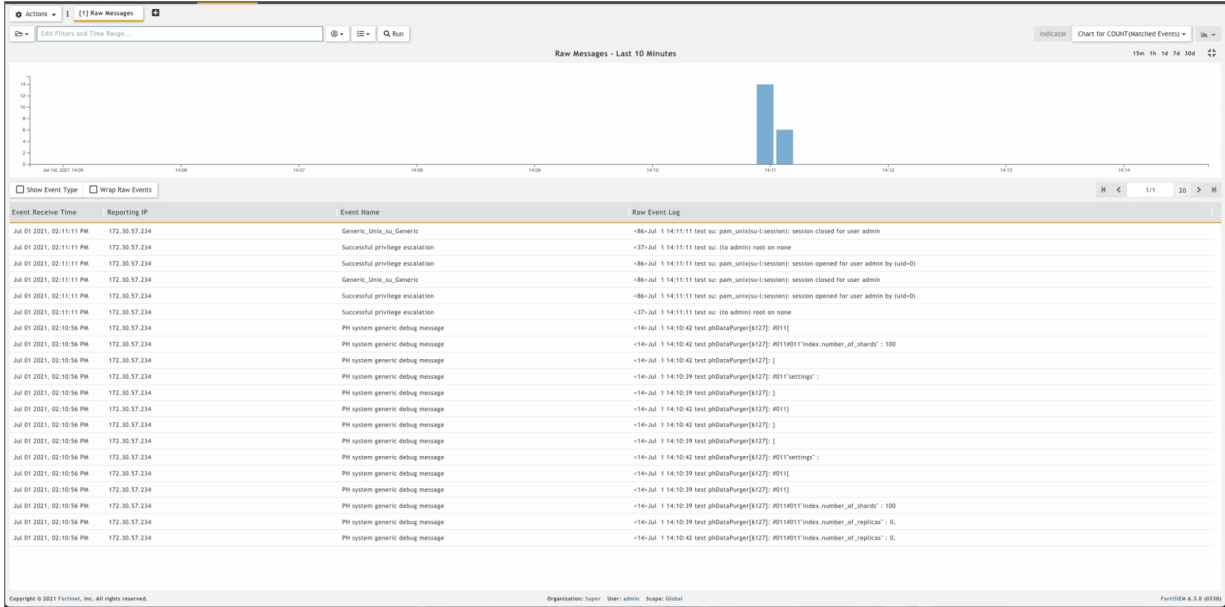 Actions
[1] Raw Messages
Edit Filters and Time Range...
Run
Indicator
Chart for COUNT(Matched Events)
Raw Messages - Last 10 Minutes
15m 1h 1d 7d 30d
14
12
10
8
6
4
2
0
Jul 1st, 2021 14:05 14:06 14:07 14:08 14:09 14:10 14:11 14:12 14:13 14:14
Show Event Type Wrap Raw Events
1/1 20
Event Receive Time Reporting IP Event Name Raw Event Log
Jul 01 2021, 02:11:11 PM 172.30.57.234 Generic_Unix_su_Generic <86>Jul 1 14:11:11 test su: pam_unix(su-l:session): session closed for user admin
Jul 01 2021, 02:11:11 PM 172.30.57.234 Successful privilege escalation <37>Jul 1 14:11:11 test su: (to admin) root on none
Jul 01 2021, 02:11:11 PM 172.30.57.234 Successful privilege escalation <86>Jul 1 14:11:11 test su: pam_unix(su-l:session): session opened for user admin by (uid=0)
Jul 01 2021, 02:11:11 PM 172.30.57.234 Generic_Unix_su_Generic <86>Jul 1 14:11:11 test su: pam_unix(su-l:session): session closed for user admin
Jul 01 2021, 02:11:11 PM 172.30.57.234 Successful privilege escalation <86>Jul 1 14:11:11 test su: pam_unix(su-l:session): session opened for user admin by (uid=0)
Jul 01 2021, 02:11:11 PM 172.30.57.234 Successful privilege escalation <37>Jul 1 14:11:11 test su: (to admin) root on none
Jul 01 2021, 02:10:56 PM 172.30.57.234 PH system generic debug message <14>Jul 1 14:10:42 test phDataPurger[6127]: #011{
Jul 01 2021, 02:10:56 PM 172.30.57.234 PH system generic debug message <14>Jul 1 14:10:42 test phDataPurger[6127]: #011#011"index.number_of_shards" : 100
Jul 01 2021, 02:10:56 PM 172.30.57.234 PH system generic debug message <14>Jul 1 14:10:42 test phDataPurger[6127]: {
Jul 01 2021, 02:10:56 PM 172.30.57.234 PH system generic debug message <14>Jul 1 14:10:39 test phDataPurger[6127]: #011"settings" :
Jul 01 2021, 02:10:56 PM 172.30.57.234 PH system generic debug message <14>Jul 1 14:10:39 test phDataPurger[6127]: }
Jul 01 2021, 02:10:56 PM 172.30.57.234 PH system generic debug message <14>Jul 1 14:10:42 test phDataPurger[6127]: #011}
Jul 01 2021, 02:10:56 PM 172.30.57.234 PH system generic debug message <14>Jul 1 14:10:42 test phDataPurger[6127]: }
Jul 01 2021, 02:10:56 PM 172.30.57.234 PH system generic debug message <14>Jul 1 14:10:39 test phDataPurger[6127]: {
Jul 01 2021, 02:10:56 PM 172.30.57.234 PH system generic debug message <14>Jul 1 14:10:42 test phDataPurger[6127]: #011"settings" :
Jul 01 2021, 02:10:56 PM 172.30.57.234 PH system generic debug message <14>Jul 1 14:10:39 test phDataPurger[6127]: #011{
Jul 01 2021, 02:10:56 PM 172.30.57.234 PH system generic debug message <14>Jul 1 14:10:39 test phDataPurger[6127]: #011}
Jul 01 2021, 02:10:56 PM 172.30.57.234 PH system generic debug message <14>Jul 1 14:10:39 test phDataPurger[6127]: #011#011"index.number_of_shards" : 100
Jul 01 2021, 02:10:56 PM 172.30.57.234 PH system generic debug message <14>Jul 1 14:10:39 test phDataPurger[6127]: #011#011"index.number_of_replicas" : 0,
Jul 01 2021, 02:10:56 PM 172.30.57.234 PH system generic debug message <14>Jul 1 14:10:42 test phDataPurger[6127]: #011#011"index.number_of_replicas" : 0,
Copyright © 2021 Fortinet, Inc. All rights reserved. Organization: Super User: admin Scope: Global FortiSIEM 6.3.0 (0330)